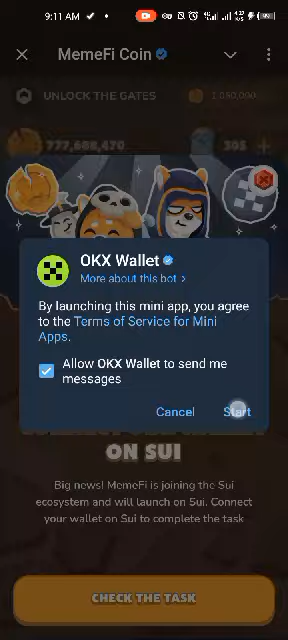 9:11 AM
MemeFi Coin
UNLOCK THE GATES
777,688,470
305 +
OKX Wallet
More about this bot >
By launching this mini app, you agree
to the Terms of Service for Mini
Apps.
Allow OKX Wallet to send me
messages
Cancel
Start
ON SUI
Big news! MemeFi is joining the Sui
ecosystem and will launch on Sui. Connect
your wallet on Sui to complete the task
CHECK THE TASK